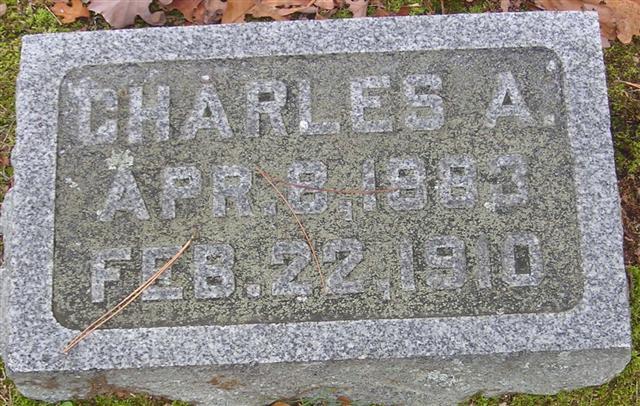 CHARLES A.
APR. 8, 1883
FEB. 22, 1910